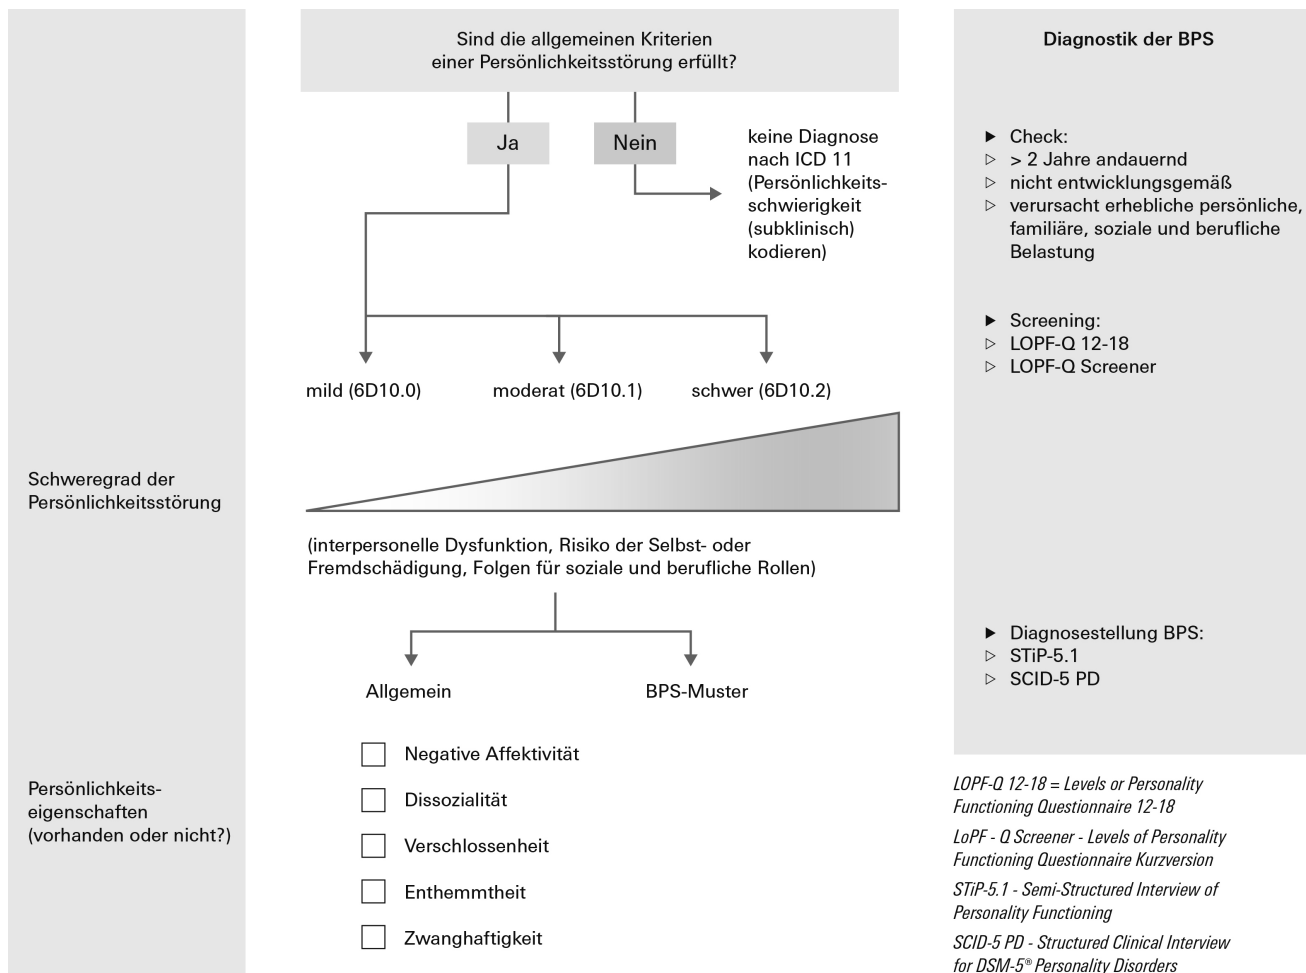 Sind die allgemeinen Kriterien
einer Persönlichkeitsstörung erfüllt?
Ja
Nein
keine Diagnose
nach ICD 11
(Persönlichkeits-
schwierigkeit
(subklinisch)
kodieren)
mild (6D10.0)
moderat (6D10.1)
schwer (6D10.2)
Schweregrad der
Persönlichkeitsstörung
(interpersonelle Dysfunktion, Risiko der Selbst- oder
Fremdschädigung, Folgen für soziale und berufliche Rollen)
Allgemein
BPS-Muster
Persönlichkeits-
eigenschaften
(vorhanden oder nicht?)
Negative Affektivität
Dissozialität
Verschlossenheit
Enthemmtheit
Zwanghaftigkeit
Diagnostik der BPS
Check:
> 2 Jahre andauernd
nicht entwicklungsgemäß
verursacht erhebliche persönliche,
familiäre, soziale und berufliche
Belastung
Screening:
LOPF-Q 12-18
LOPF-Q Screener
Diagnosestellung BPS:
STiP-5.1
SCID-5 PD
LOPF-Q 12-18 = Levels or Personality
Functioning Questionnaire 12-18
LoPF - Q Screener - Levels of Personality
Functioning Questionnaire Kurzversion
STiP-5.1 - Semi-Structured Interview of
Personality Functioning
SCID-5 PD - Structured Clinical Interview
for DSM-5® Personality Disorders